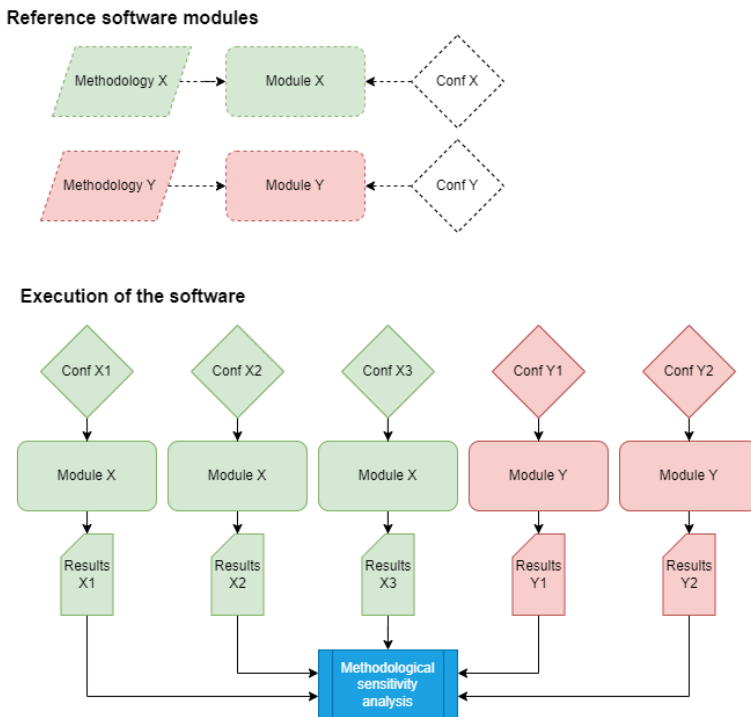 Reference software modules
Methodology X
Module X
Conf X
Methodology Y
Module Y
Conf Y
Execution of the software
Conf X1
Conf X2
Conf X3
Conf Y1
Conf Y2
Module X
Module X
Module X
Module Y
Module Y
Results
X1
Results
X2
Results
X3
Results
Y1
Results
Y2
Methodological
sensitivity
analysis